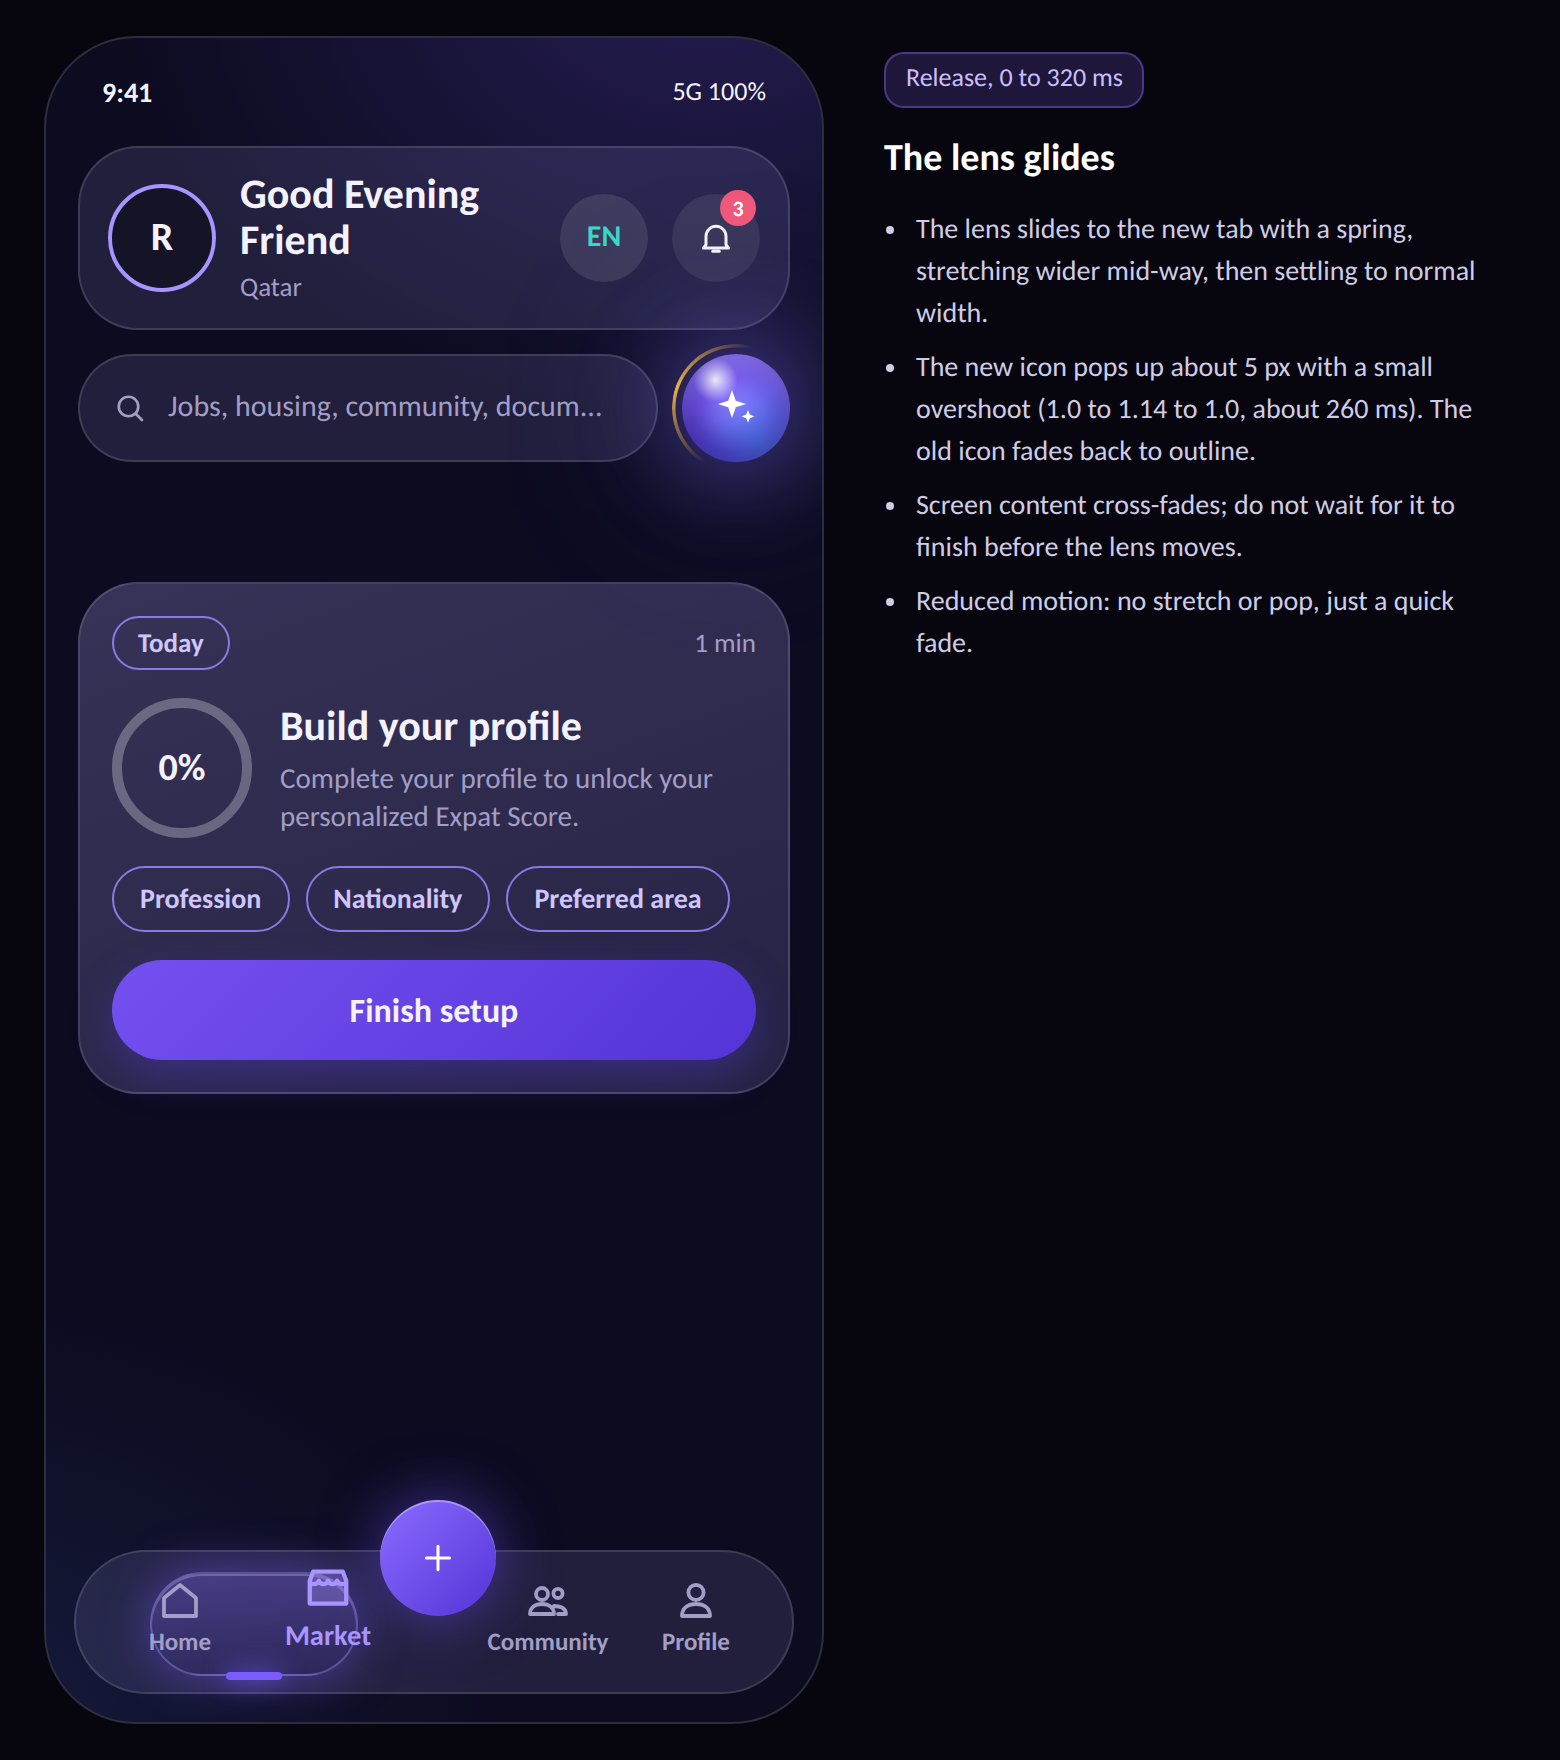 9:41
5G 100%
R
Good Evening
Friend
Qatar
EN
3
Jobs, housing, community, docum...
Today
1 min
0%
Build your profile
Complete your profile to unlock your
personalized Expat Score.
Profession
Nationality
Preferred area
Finish setup
Home
Market
Community
Profile
Release, 0 to 320 ms
The lens glides
• The lens slides to the new tab with a spring,
stretching wider mid-way, then settling to normal
width.
• The new icon pops up about 5 px with a small
overshoot (1.0 to 1.14 to 1.0, about 260 ms). The
old icon fades back to outline.
• Screen content cross-fades; do not wait for it to
finish before the lens moves.
• Reduced motion: no stretch or pop, just a quick
fade.